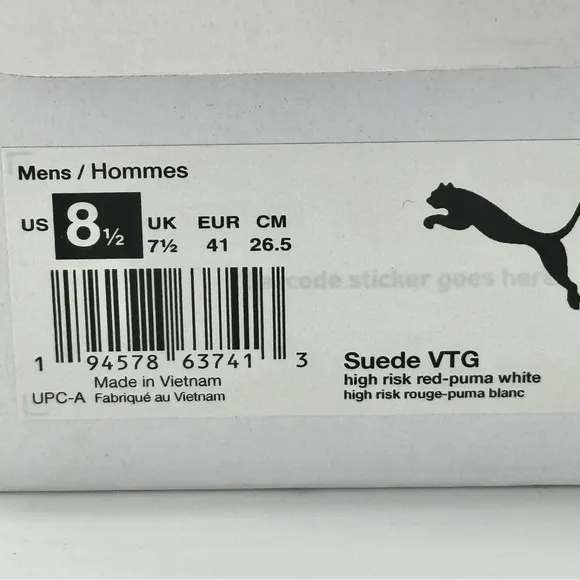 Mens / Hommes
US 8½ UK EUR CM
7½ 41 26.5
code sticker goes here
1 94578 63741 3
Made in Vietnam
UPC-A Fabriqué au Vietnam
Suede VTG
high risk red-puma white
high risk rouge-puma blanc